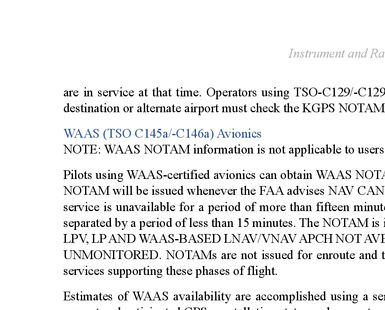 Instrument and Ra
are in service at that time. Operators using TSO-C129/-C129
destination or alternate airport must check the KGPS NOTAM
WAAS (TSO C145a/-C146a) Avionics
NOTE: WAAS NOTAM information is not applicable to users
Pilots using WAAS-certified avionics can obtain WAAS NOTA
NOTAM will be issued whenever the FAA advises NAV CAN
service is unavailable for a period of more than fifteen minut
separated by a period of less than 15 minutes. The NOTAM is i
LPV, LP AND WAAS-BASED LNAV/VNAV APCH NOT AVB
UNMONITORED. NOTAMs are not issued for enroute and t
services supporting these phases of flight.
Estimates of WAAS availability are accomplished using a ser